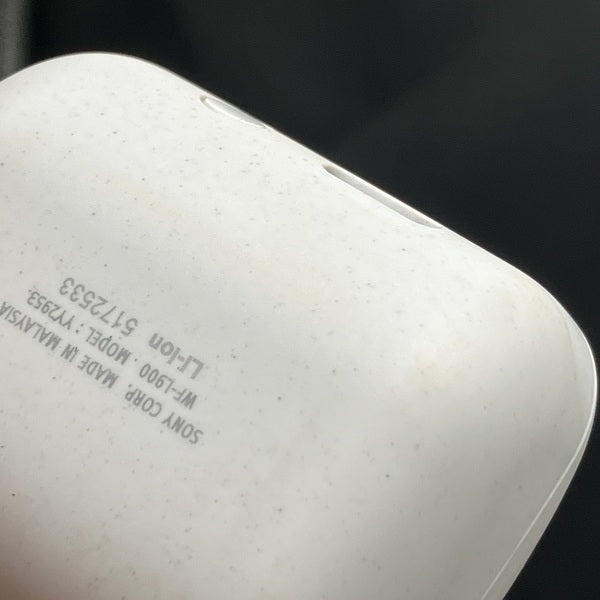 SONY CORP. MADE IN MALAYSIA
WF-L900 MODEL : YY2953
Li-ion 5172533